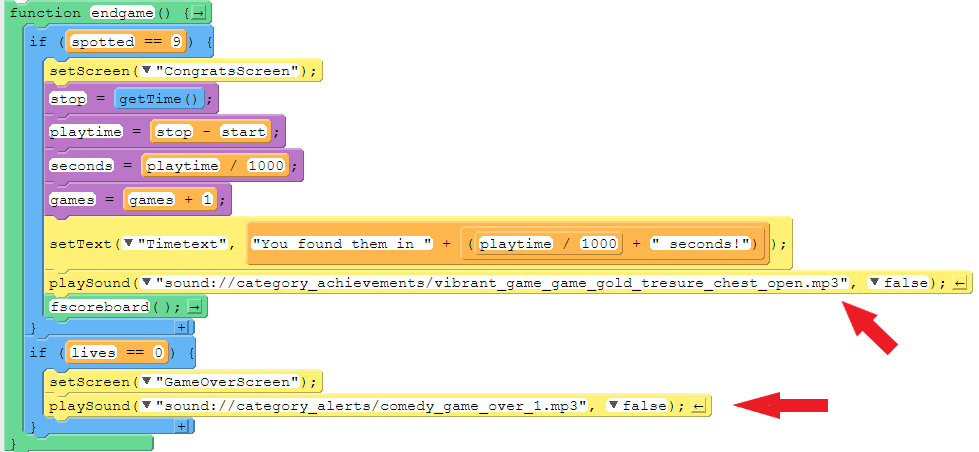 function endgame() {→
if (spotted == 9) {
setScreen(▼"CongratsScreen");
stop = getTime();
playtime = stop - start;
seconds = playtime / 1000;
games = games + 1;
setText(▼"Timetext", "You found them in " + (playtime / 1000 + " seconds!"));
playSound(▼"sound://category_achievements/vibrant_game_game_gold_tresure_chest_open.mp3", ▼false);←
fscoreboard();→
} +
if (lives == 0) {
setScreen(▼"GameOverScreen");
playSound(▼"sound://category_alerts/comedy_game_over_1.mp3", ▼false);←
} +
}